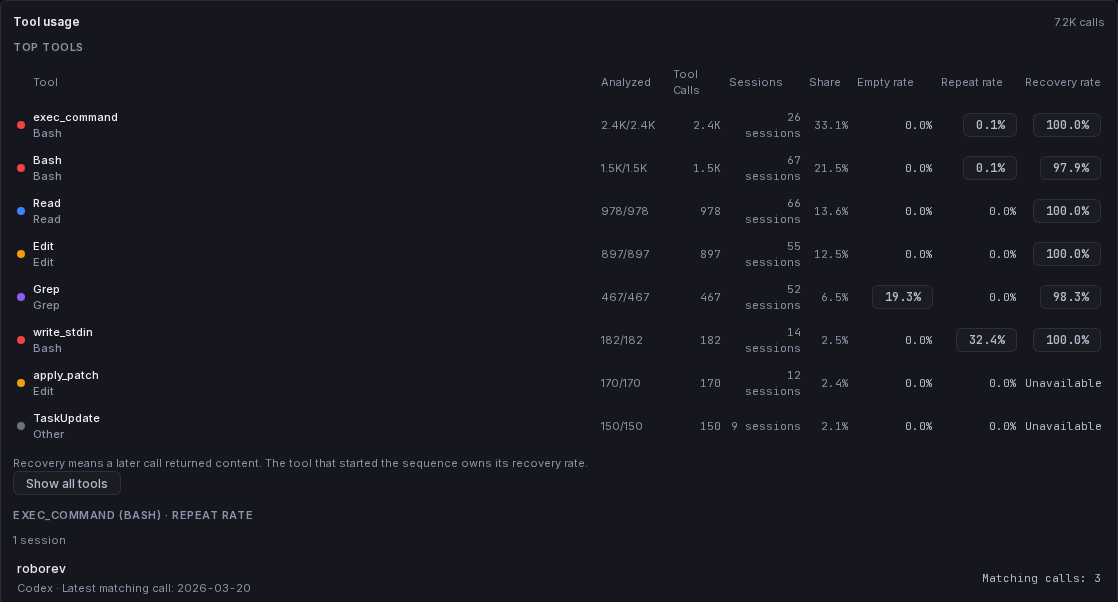 Tool usage 7.2K calls
TOP TOOLS
Tool Analyzed Tool Calls Sessions Share Empty rate Repeat rate Recovery rate
exec_command
Bash 2.4K/2.4K 2.4K 26 sessions 33.1% 0.0% 0.1% 100.0%
Bash
Bash 1.5K/1.5K 1.5K 67 sessions 21.5% 0.0% 0.1% 97.9%
Read
Read 978/978 978 66 sessions 13.6% 0.0% 0.0% 100.0%
Edit
Edit 897/897 897 55 sessions 12.5% 0.0% 0.0% 100.0%
Grep
Grep 467/467 467 52 sessions 6.5% 19.3% 0.0% 98.3%
write_stdin
Bash 182/182 182 14 sessions 2.5% 0.0% 32.4% 100.0%
apply_patch
Edit 170/170 170 12 sessions 2.4% 0.0% 0.0% Unavailable
TaskUpdate
Other 150/150 150 9 sessions 2.1% 0.0% 0.0% Unavailable
Recovery means a later call returned content. The tool that started the sequence owns its recovery rate.
Show all tools
EXEC_COMMAND (BASH) · REPEAT RATE
1 session
roborev
Codex · Latest matching call: 2026-03-20 Matching calls: 3